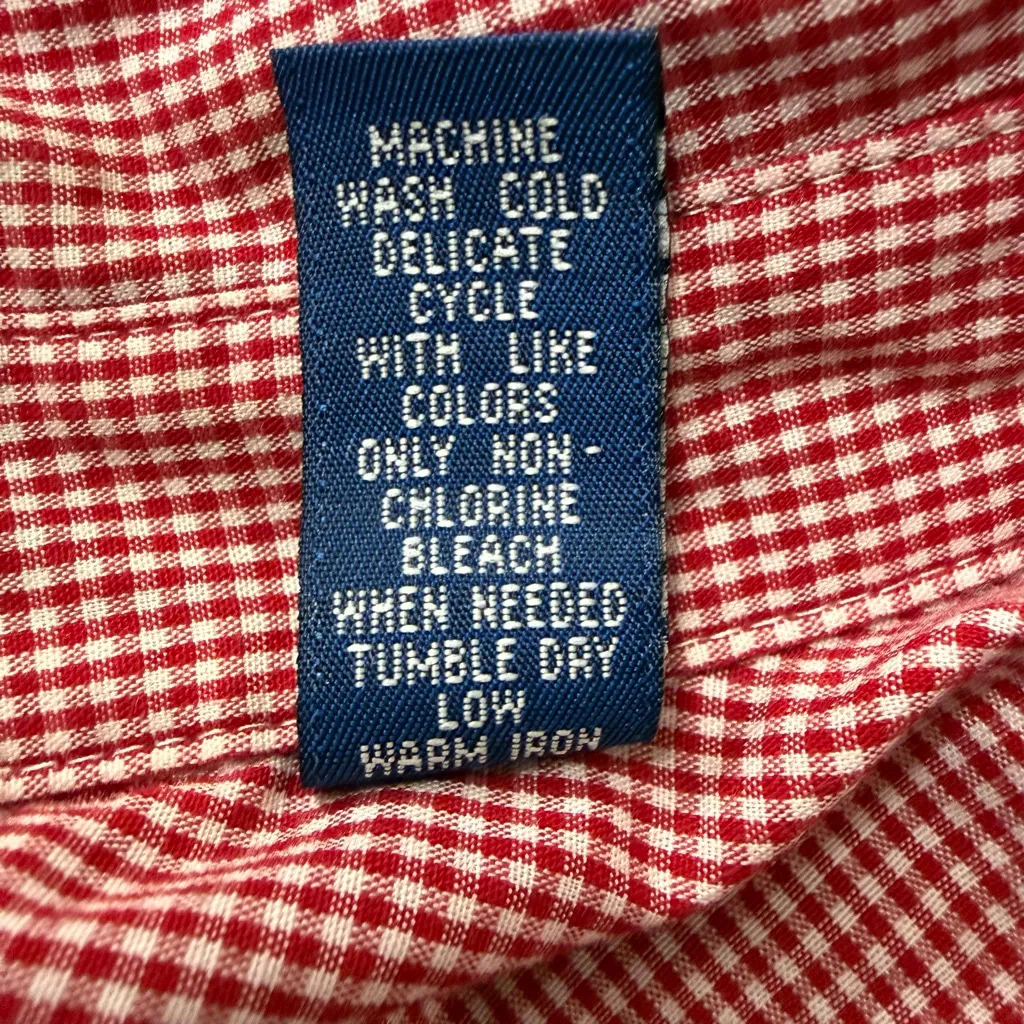 MACHINE
WASH COLD
DELICATE
CYCLE
WITH LIKE
COLORS
ONLY NON-
CHLORINE
BLEACH
WHEN NEEDED
TUMBLE DRY
LOW
WARM IRON